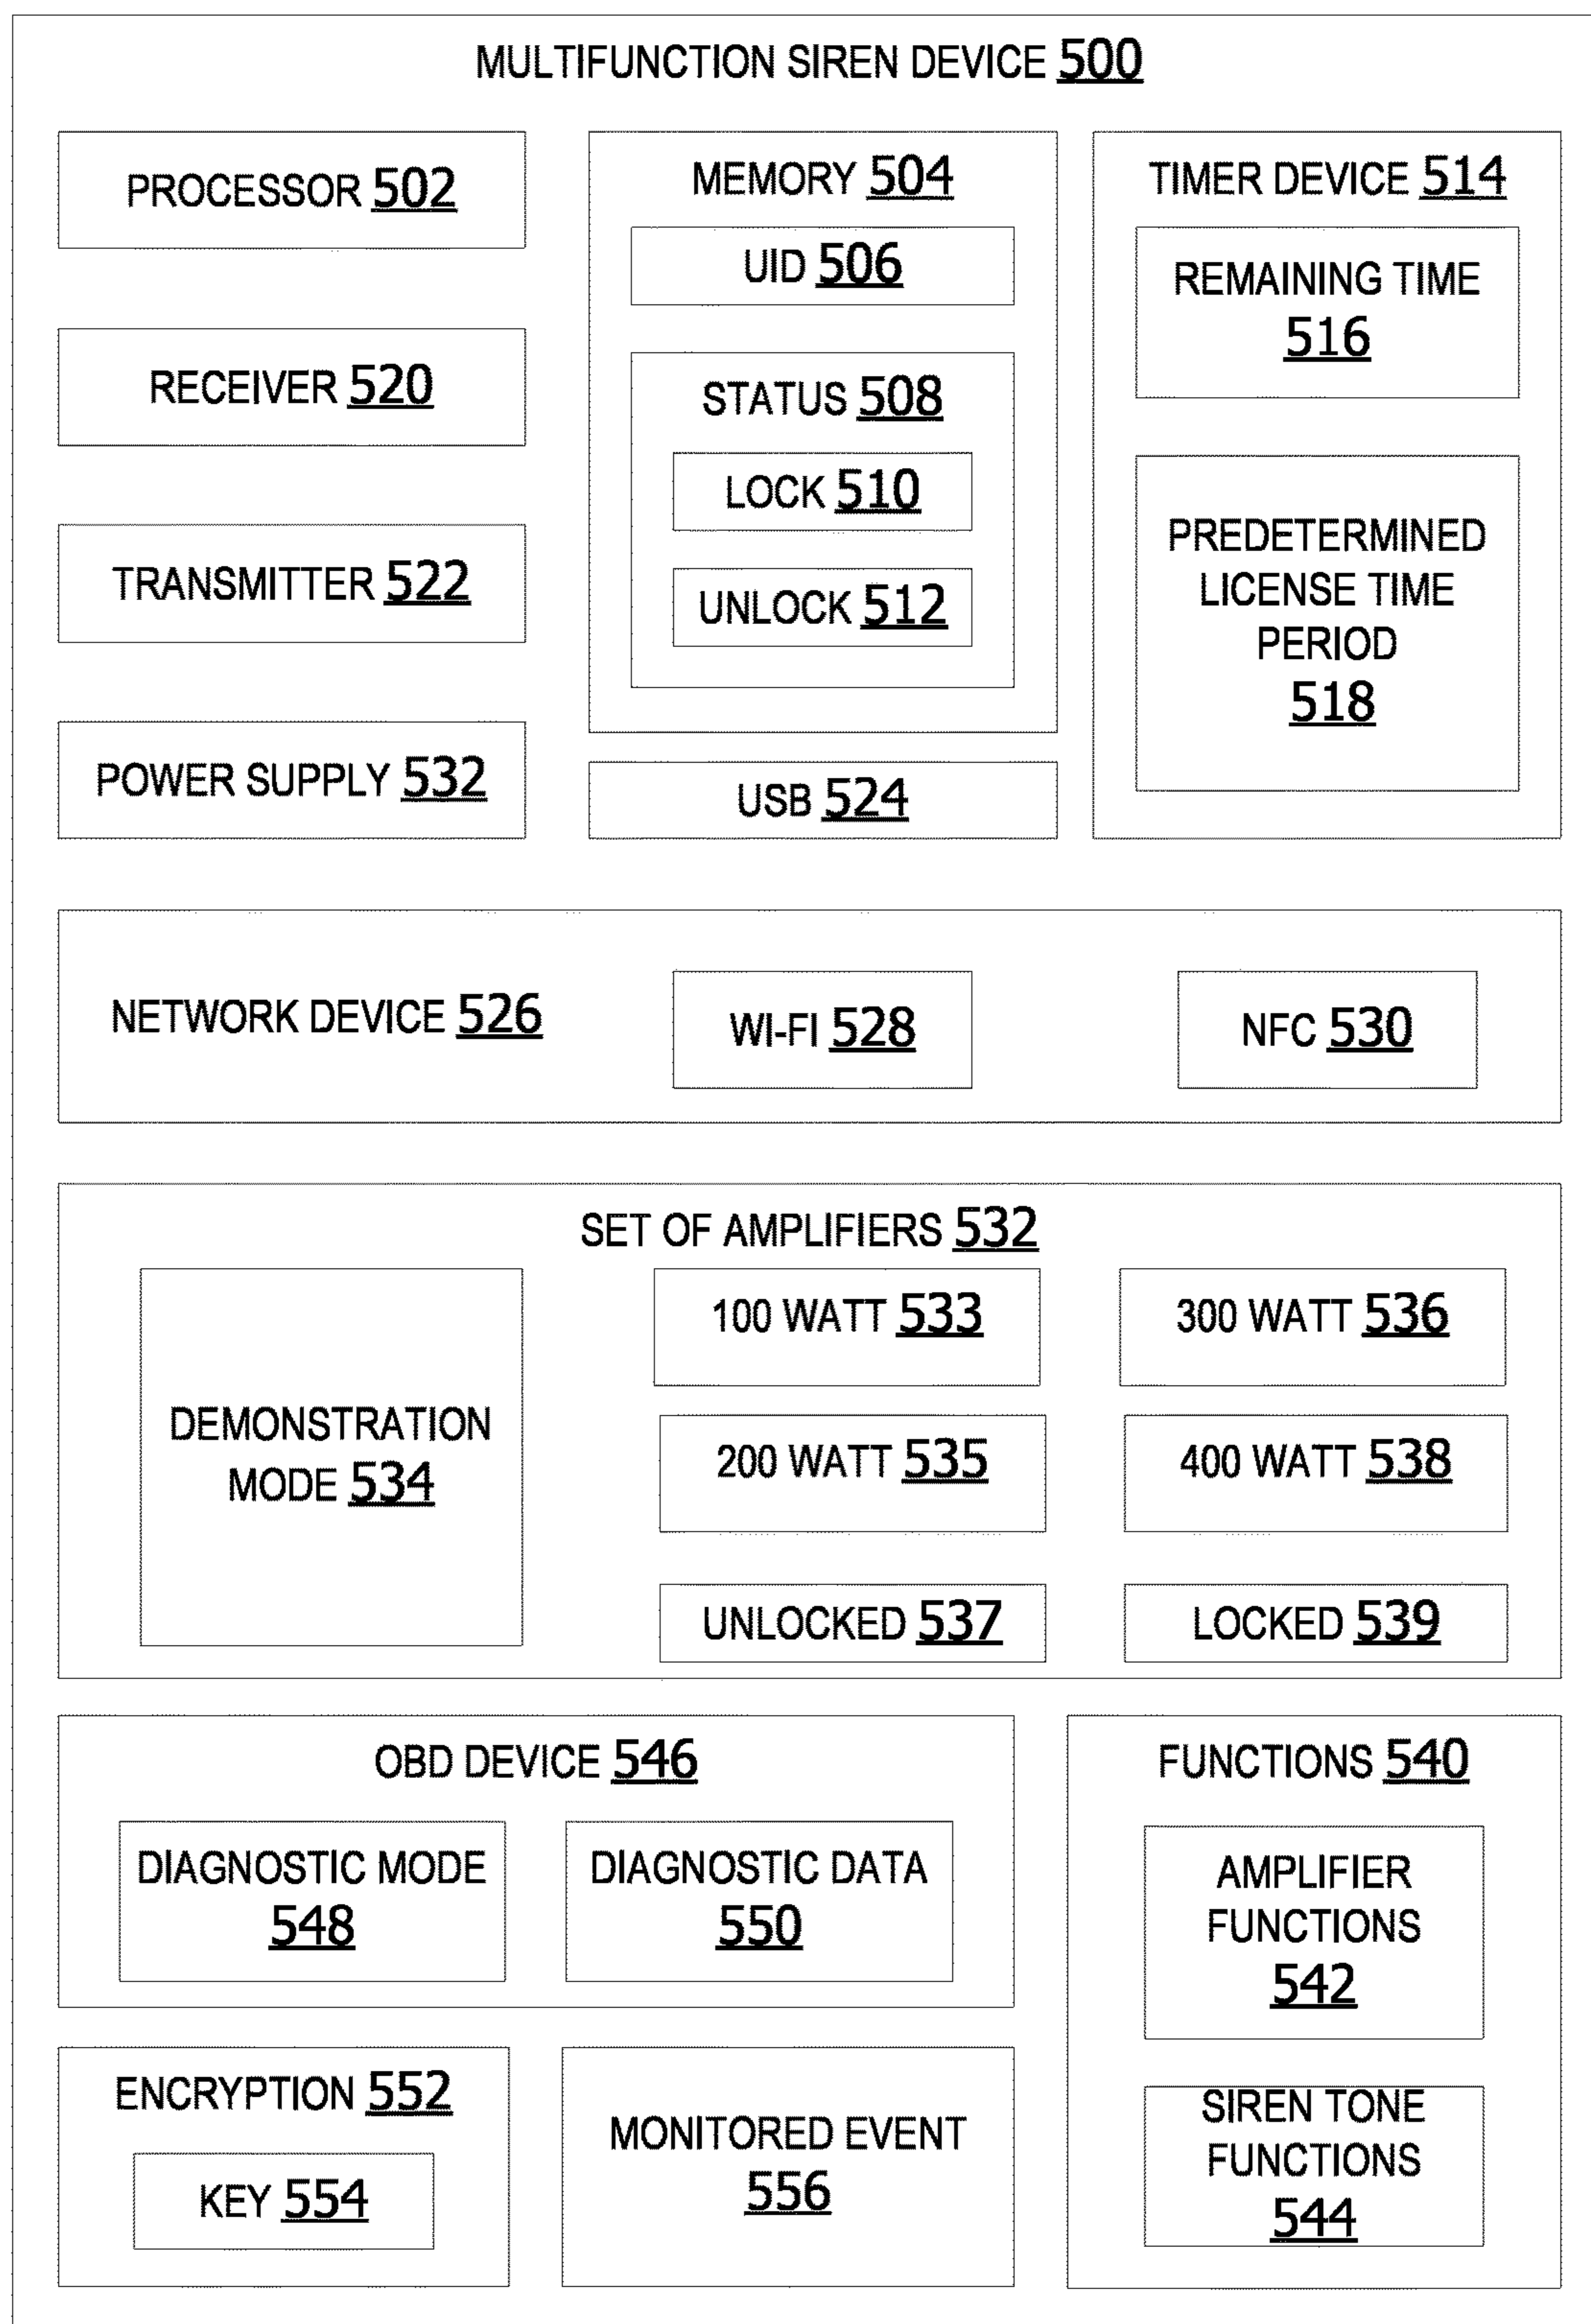 MULTIFUNCTION SIREN DEVICE 500
PROCESSOR 502
RECEIVER 520
TRANSMITTER 522
POWER SUPPLY 532
MEMORY 504
UID 506
STATUS 508
LOCK 510
UNLOCK 512
USB 524
TIMER DEVICE 514
REMAINING TIME
516
PREDETERMINED
LICENSE TIME
PERIOD
518
NETWORK DEVICE 526
WI-FI 528
NFC 530
SET OF AMPLIFIERS 532
DEMONSTRATION
MODE 534
100 WATT 533
300 WATT 536
200 WATT 535
400 WATT 538
UNLOCKED 537
LOCKED 539
OBD DEVICE 546
DIAGNOSTIC MODE
548
DIAGNOSTIC DATA
550
FUNCTIONS 540
AMPLIFIER
FUNCTIONS
542
SIREN TONE
FUNCTIONS
544
ENCRYPTION 552
KEY 554
MONITORED EVENT
556